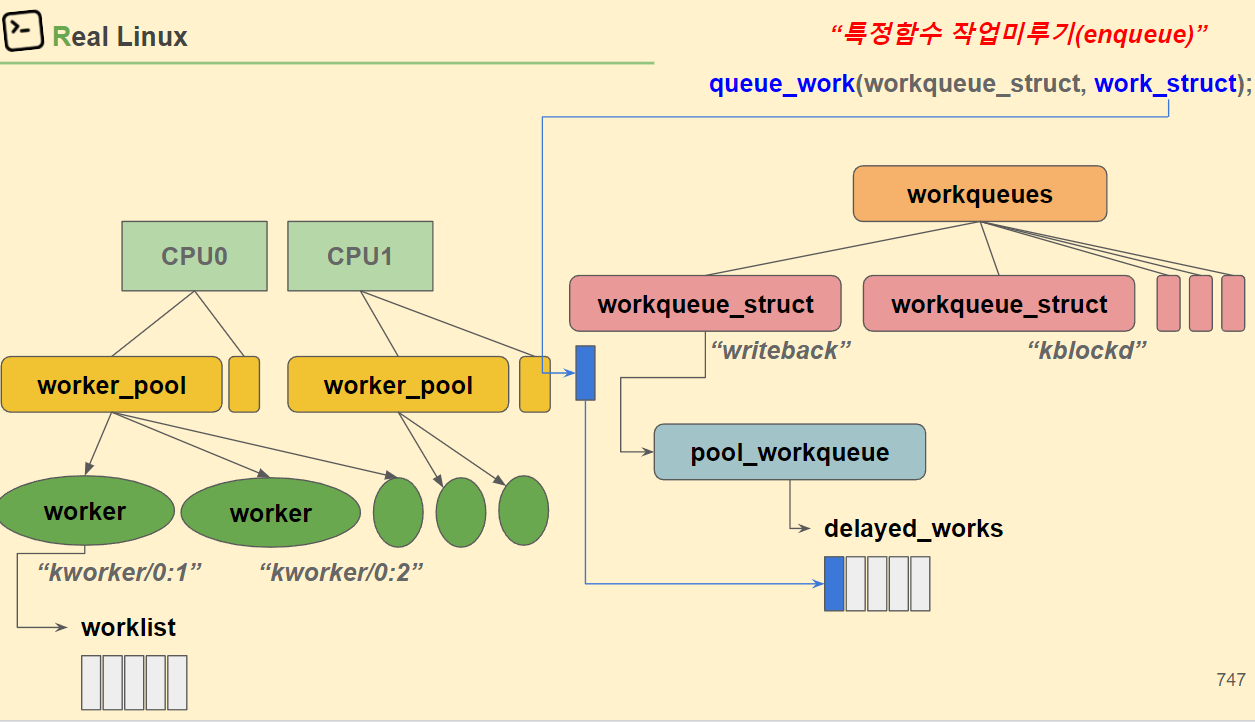 >-
Real Linux
“특정함수 작업미루기(enqueue)”
queue_work(workqueue_struct, work_struct);
workqueues
CPU0
CPU1
workqueue_struct
workqueue_struct
“writeback”
“kblockd”
worker_pool
worker_pool
pool_workqueue
worker
worker
delayed_works
“kworker/0:1”
“kworker/0:2”
worklist
747